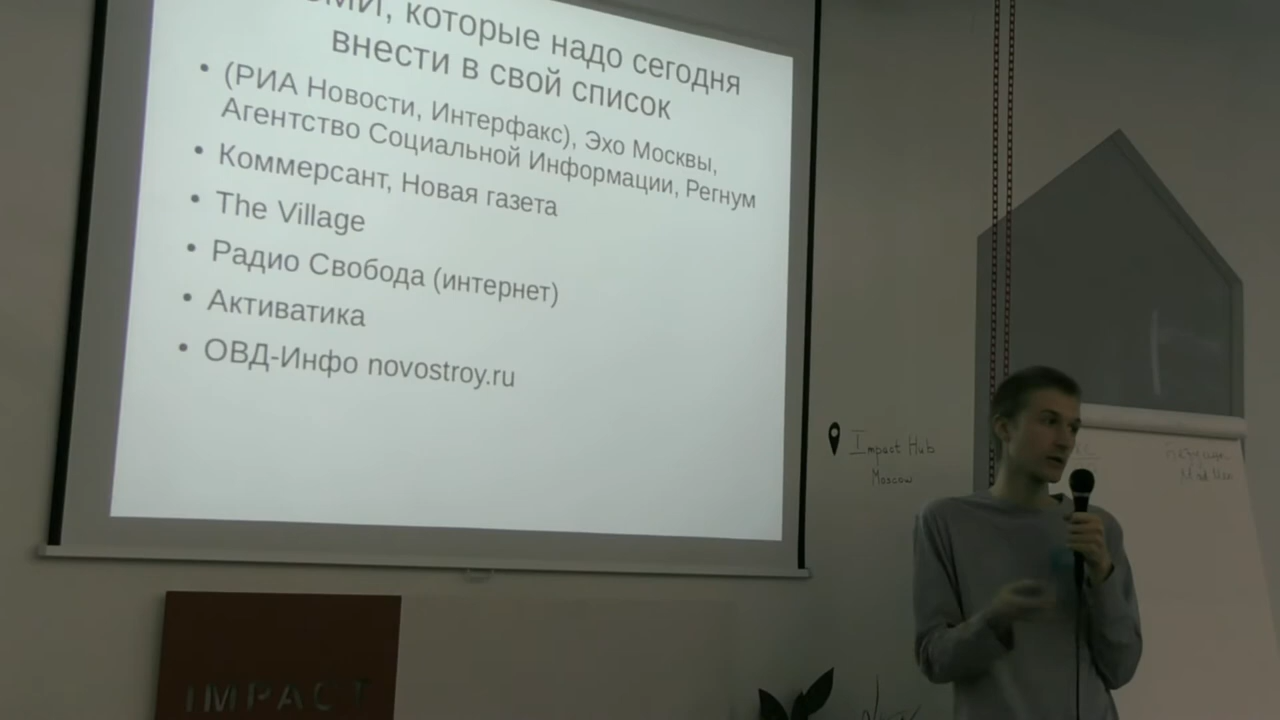 СМИ, которые надо сегодня
внести в свой список
• (РИА Новости, Интерфакс), Эхо Москвы,
Агентство Социальной Информации, Регнум
• Коммерсант, Новая газета
• The Village
• Радио Свобода (интернет)
• Активатика
• ОВД-Инфо novostroy.ru
Impact Hub
Moscow
IMPACT